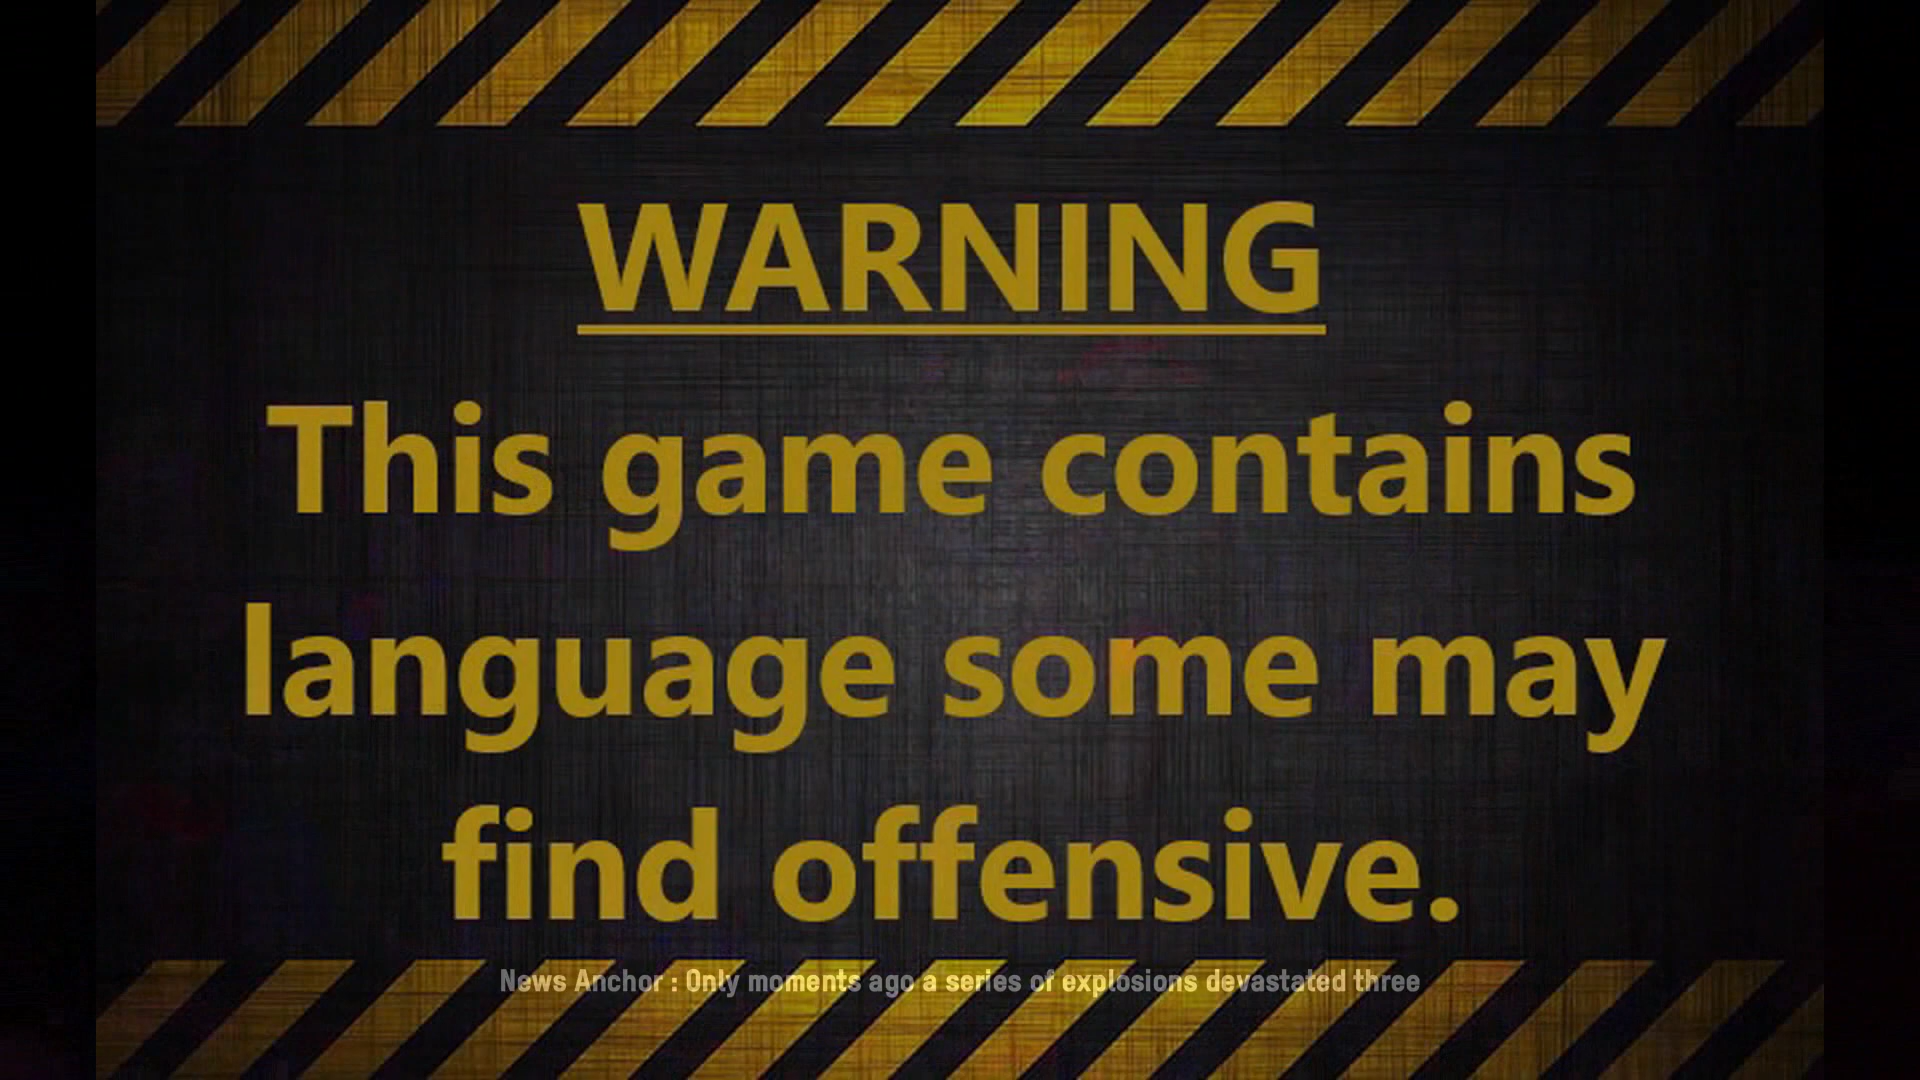 WARNING
This game contains
language some may
find offensive.
News Anchor : Only moments ago a series of explosions devastated three